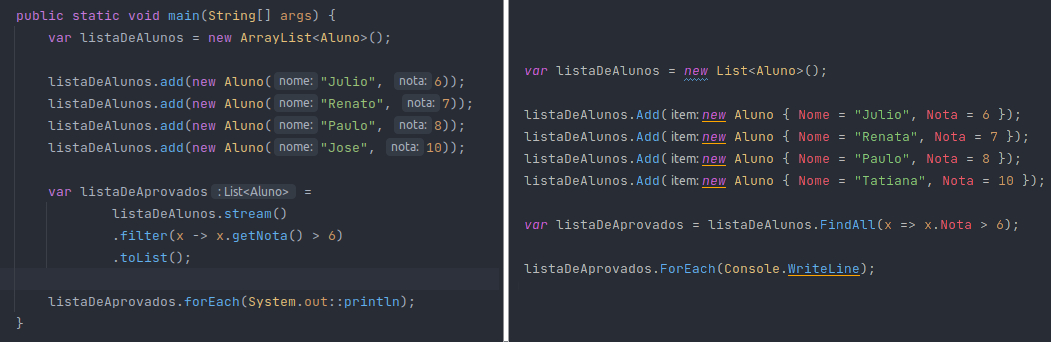 public static void main(String[] args) {
var listaDeAlunos = new ArrayList<Aluno>();
listaDeAlunos.add(new Aluno( nome: "Julio", nota: 6));
listaDeAlunos.add(new Aluno( nome: "Renato", nota: 7));
listaDeAlunos.add(new Aluno( nome: "Paulo", nota: 8));
listaDeAlunos.add(new Aluno( nome: "Jose", nota: 10));
var listaDeAprovados : List<Aluno> =
listaDeAlunos.stream()
.filter(x -> x.getNota() > 6)
.toList();
listaDeAprovados.forEach(System.out::println);
}
var listaDeAlunos = new List<Aluno>();
listaDeAlunos.Add( item: new Aluno { Nome = "Julio", Nota = 6 });
listaDeAlunos.Add( item: new Aluno { Nome = "Renata", Nota = 7 });
listaDeAlunos.Add( item: new Aluno { Nome = "Paulo", Nota = 8 });
listaDeAlunos.Add( item: new Aluno { Nome = "Tatiana", Nota = 10 });
var listaDeAprovados = listaDeAlunos.FindAll(x => x.Nota > 6);
listaDeAprovados.ForEach(Console.WriteLine);